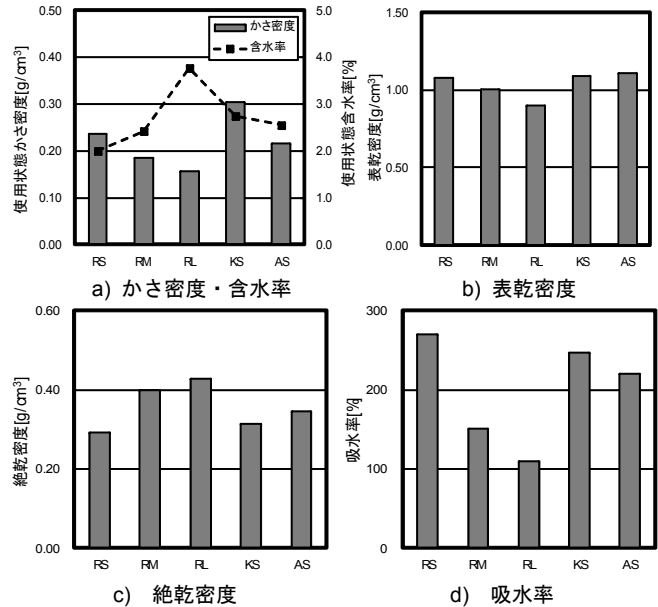 0.50
0.40
0.30
0.20
0.10
0.00
使用状態かさ密度[g/cm³]
かさ密度
含水率
5.0
4.0
3.0
2.0
1.0
0.0
使用状態含水率[%]
RS RM RL KS AS
a) かさ密度・含水率
1.50
1.00
0.50
0.00
表乾密度[g/cm³]
RS RM RL KS AS
b) 表乾密度
0.60
0.40
0.20
0.00
絶乾密度[g/cm³]
RS RM RL KS AS
c) 絶乾密度
300
200
100
0
吸水率[%]
RS RM RL KS AS
d) 吸水率